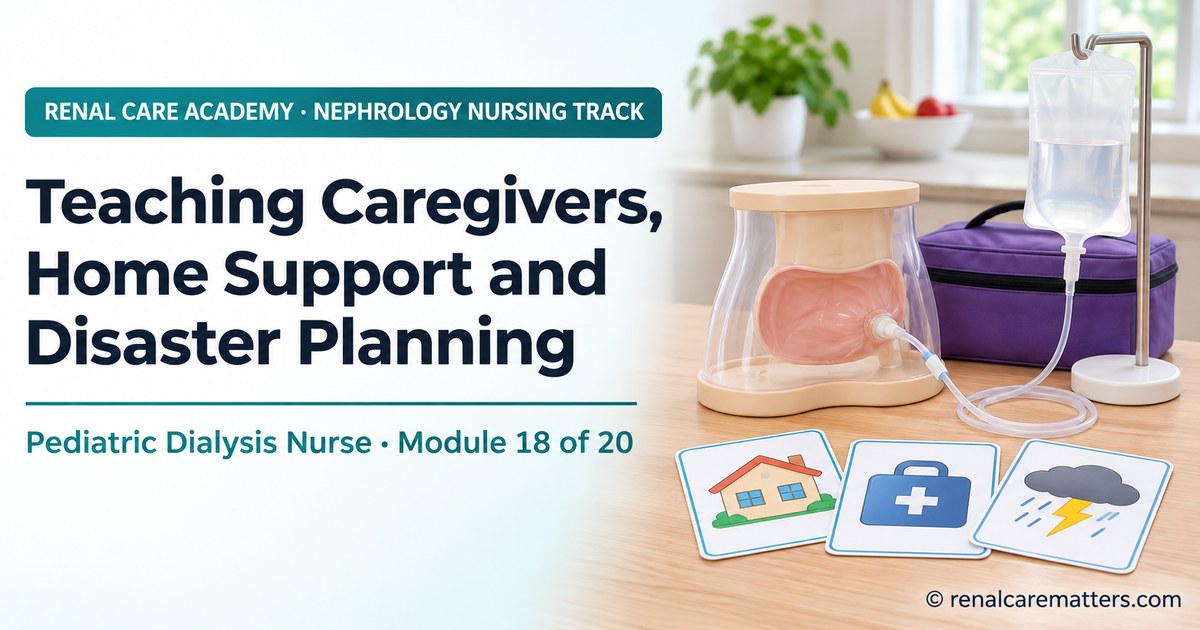 RENAL CARE ACADEMY · NEPHROLOGY NURSING TRACK
Teaching Caregivers,
Home Support and
Disaster Planning
Pediatric Dialysis Nurse · Module 18 of 20
© renalcarematters.com